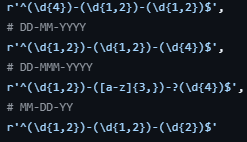 r'^(\d{4})-(\d{1,2})-(\d{1,2})$',
# DD-MM-YYYY
r'^(\d{1,2})-(\d{1,2})-(\d{4})$',
# DD-MMM-YYYY
r'^(\d{1,2})-([a-z]{3,})-?(\d{4})$',
# MM-DD-YY
r'^(\d{1,2})-(\d{1,2})-(\d{2})$'